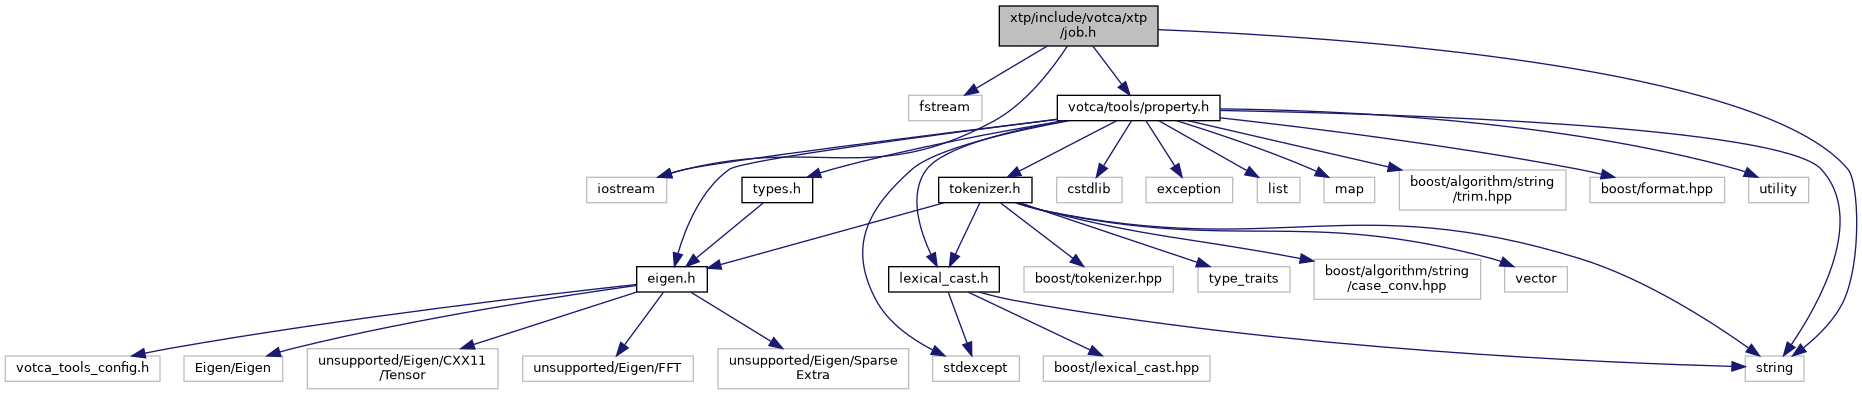 xtp/include/votca/xtp
/job.h
fstream
votca/tools/property.h
iostream
types.h
tokenizer.h
cstdlib
exception
list
map
boost/algorithm/string
/trim.hpp
boost/format.hpp
utility
eigen.h
lexical_cast.h
boost/tokenizer.hpp
type_traits
boost/algorithm/string
/case_conv.hpp
vector
votca_tools_config.h
Eigen/Eigen
unsupported/Eigen/CXX11
/Tensor
unsupported/Eigen/FFT
unsupported/Eigen/Sparse
Extra
stdexcept
boost/lexical_cast.hpp
string